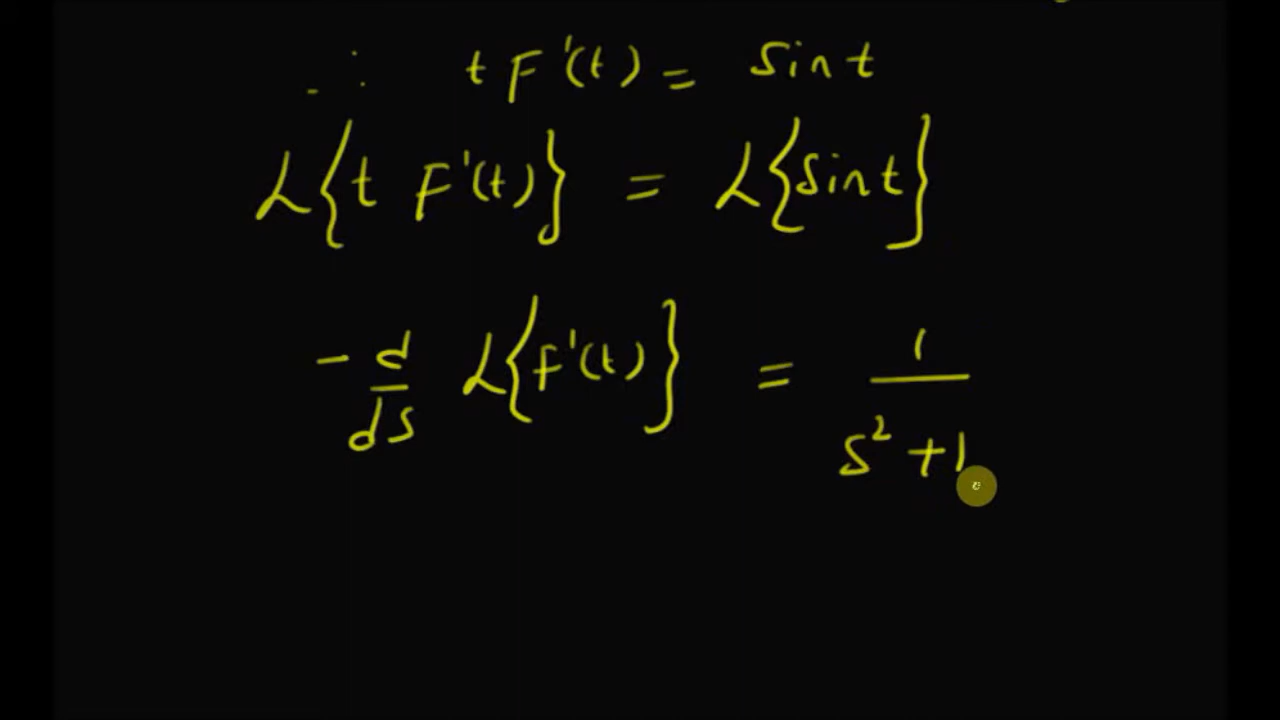 ∴ t F'(t) = Sin t
L{t F'(t)} = L{Sin t}
- d/ds L{F'(t)} = 1/(s² + 1)